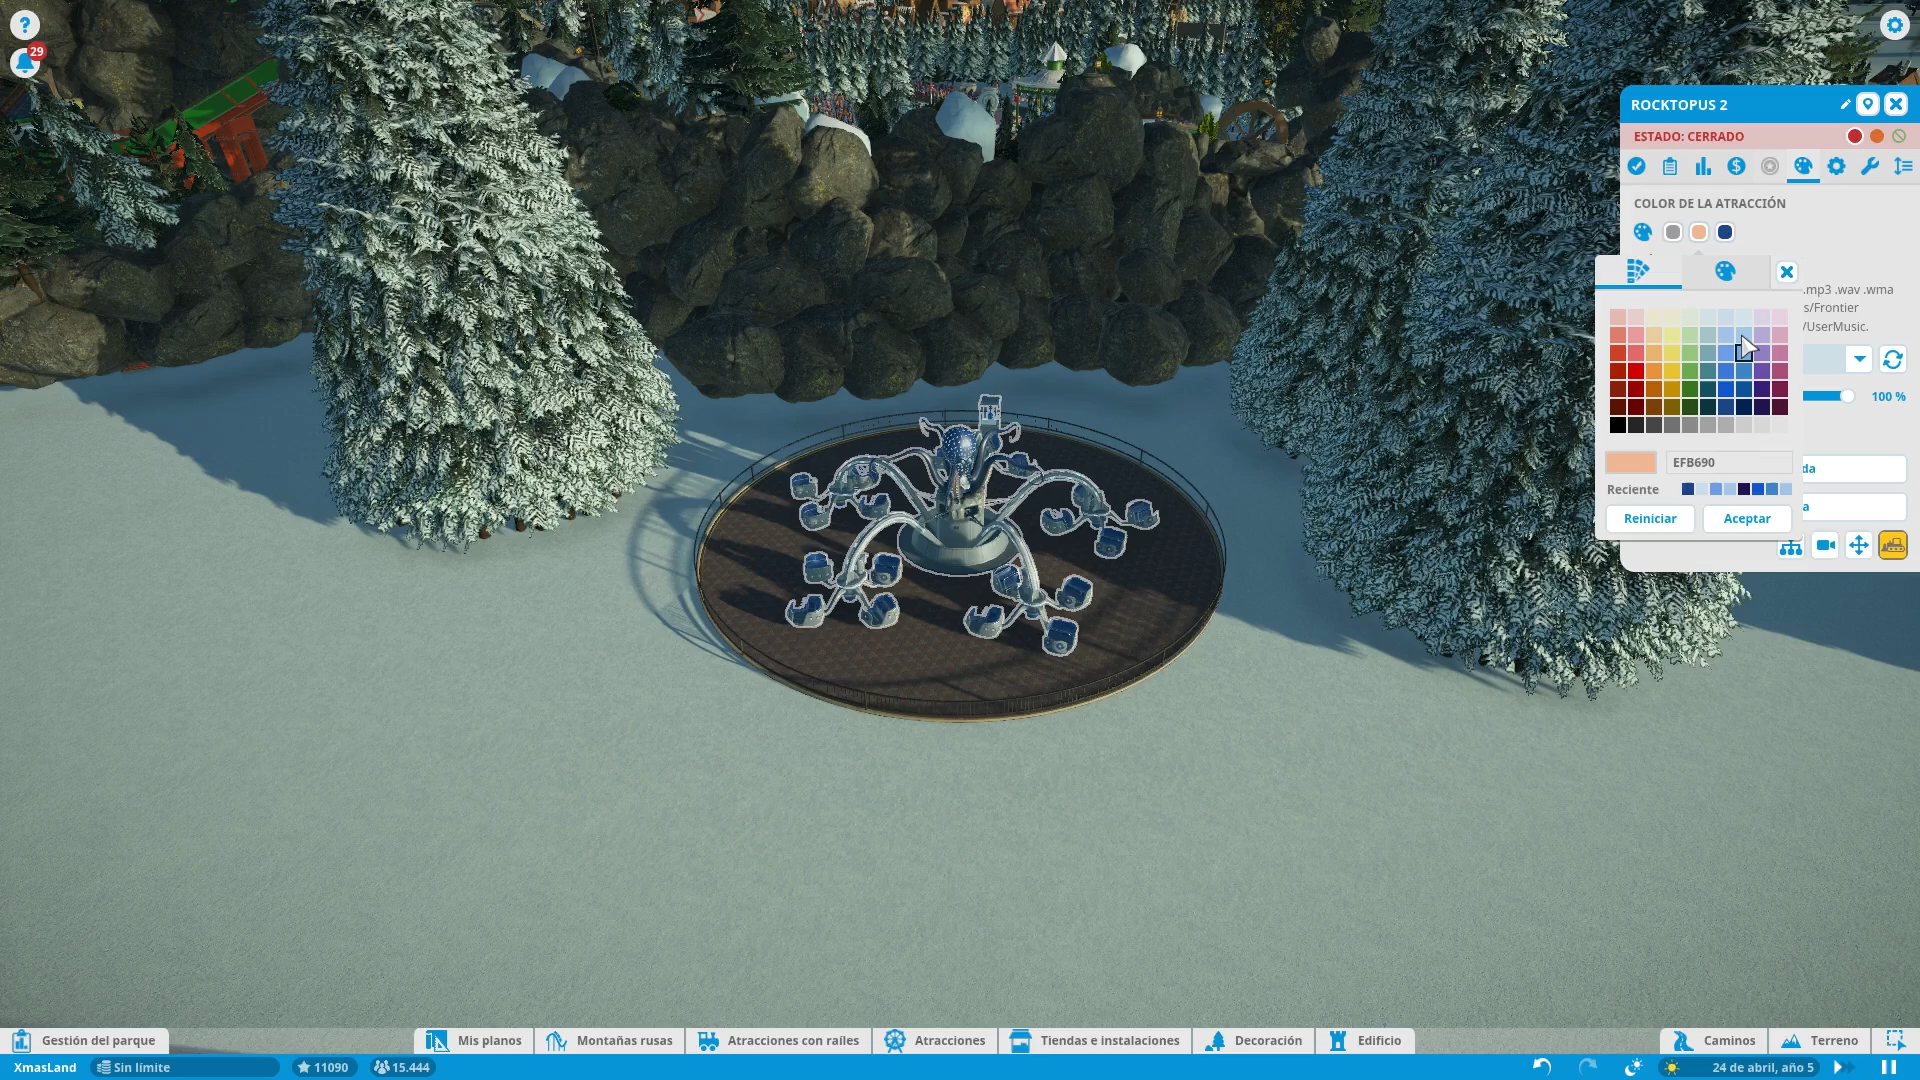 ?
29
ROCKTOPUS 2
ESTADO: CERRADO
COLOR DE LA ATRACCIÓN
.mp3 .wav .wma
s/Frontier
/UserMusic.
100 %
EFB690
Reciente
da
a
Reiniciar
Aceptar
Gestión del parque
Mis planos
Montañas rusas
Atracciones con raíles
Atracciones
Tiendas e instalaciones
Decoración
Edificio
Caminos
Terreno
XmasLand
Sin límite
11090
15.444
24 de abril, año 5